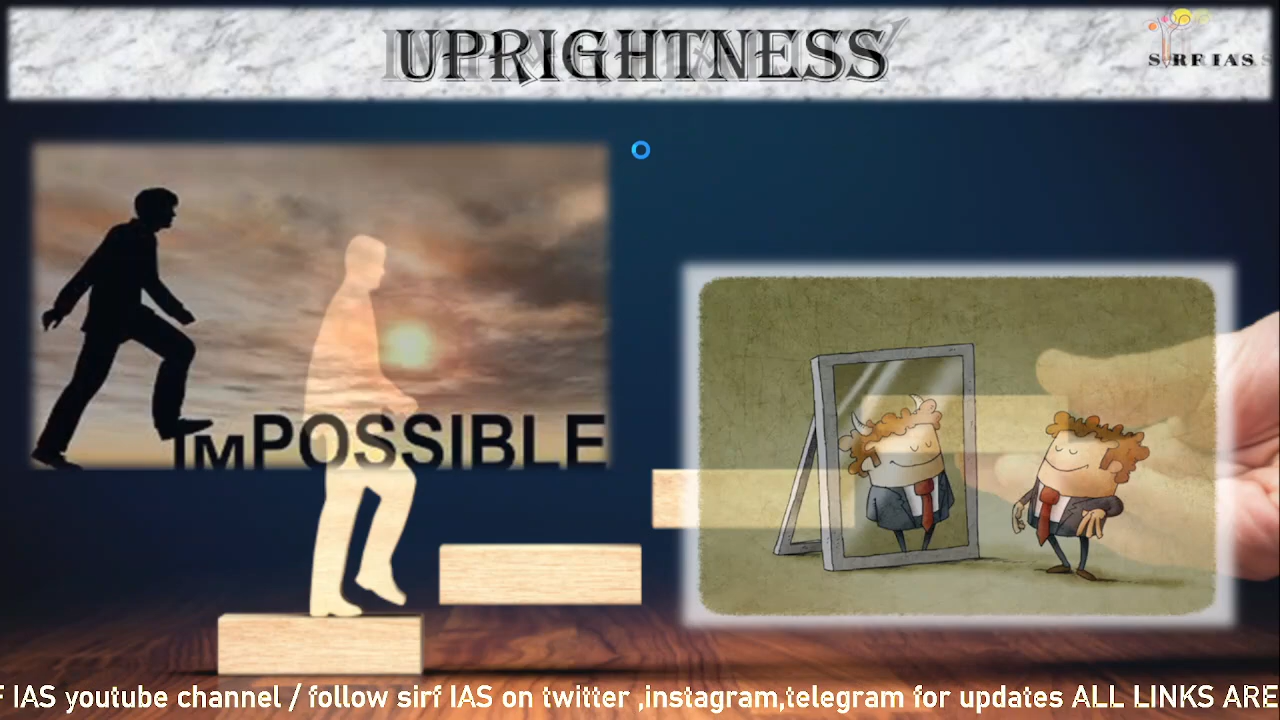 UPRIGHTNESS
SIRF IAS
IMPOSSIBLE
F IAS youtube channel / follow sirf IAS on twitter ,instagram,telegram for updates ALL LINKS ARE